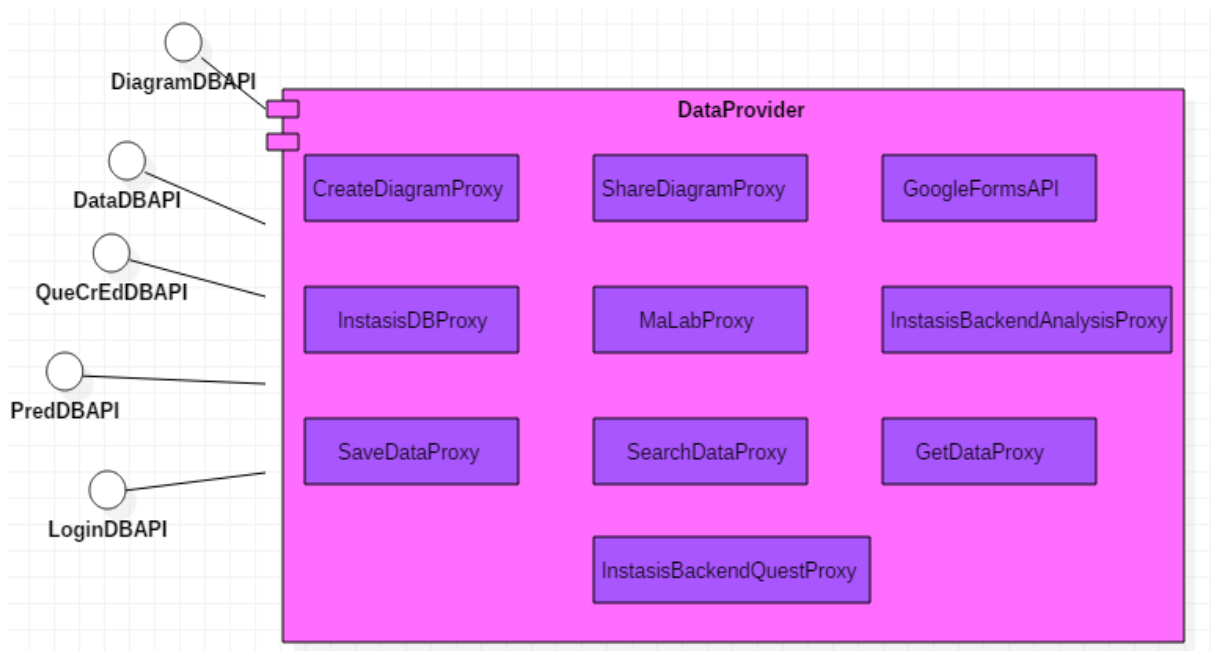 DiagramDBAPI
DataProvider
CreateDiagramProxy
ShareDiagramProxy
GoogleFormsAPI
DataDBAPI
QueCrEdDBAPI
InstasisDBProxy
MaLabProxy
InstasisBackendAnalysisProxy
PredDBAPI
SaveDataProxy
SearchDataProxy
GetDataProxy
LoginDBAPI
InstasisBackendQuestProxy